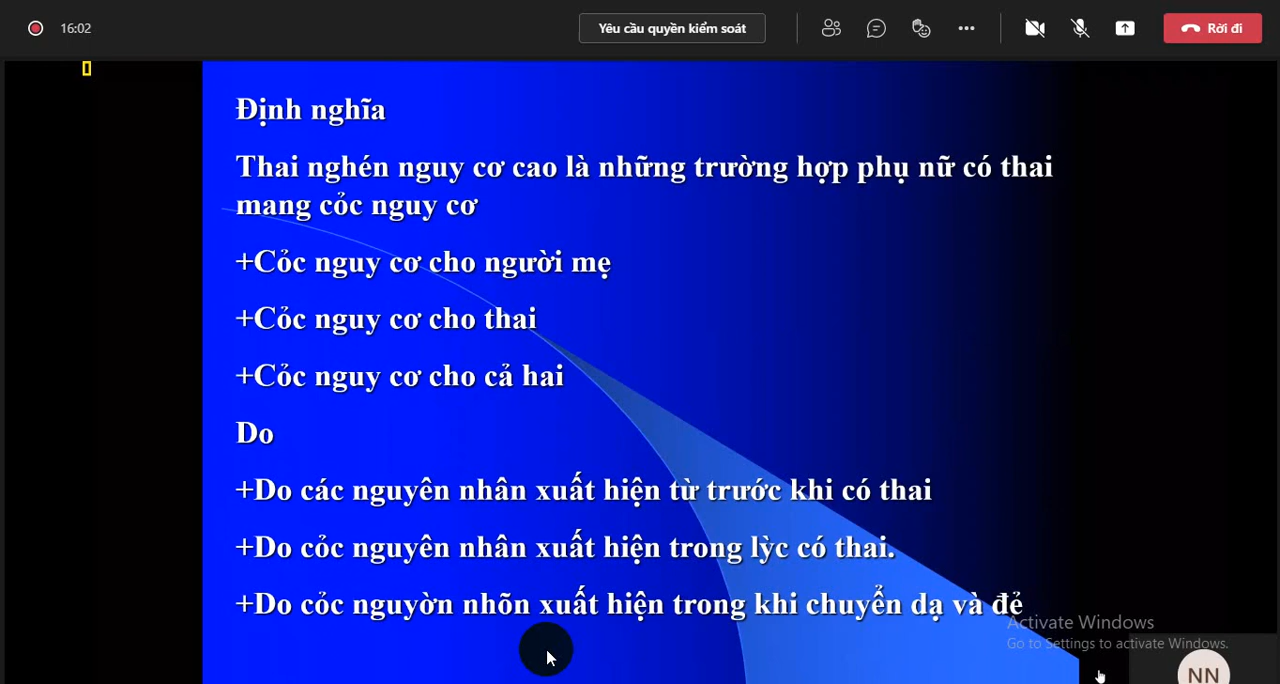 16:02
Yêu cầu quyền kiểm soát
Rời đi
Định nghĩa
Thai nghén nguy cơ cao là những trường hợp phụ nữ có thai
mang cỏc nguy cơ
+Cỏc nguy cơ cho người mẹ
+Cỏc nguy cơ cho thai
+Cỏc nguy cơ cho cả hai
Do
+Do các nguyên nhân xuất hiện từ trước khi có thai
+Do cỏc nguyên nhân xuất hiện trong lỳc có thai.
+Do cỏc nguyờn nhõn xuất hiện trong khi chuyển dạ và đẻ
Activate Windows
Go to Settings to activate Windows.
NN